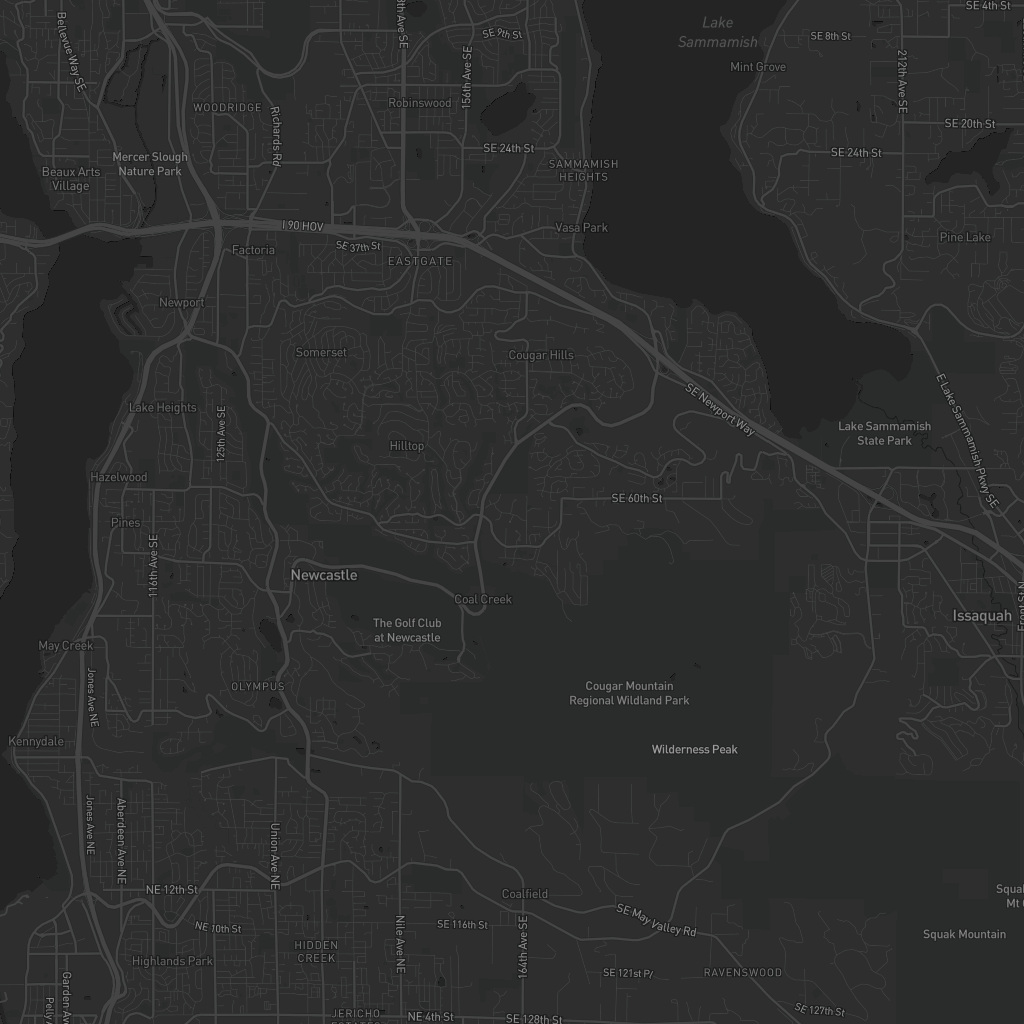 Lake
Sammamish
SE 4th St
148th Ave SE
SE 9th St
SE 8th St
Bellevue Way SE
156th Ave SE
212th Ave SE
Mint Grove
WOODRIDGE
Robinswood
Richards Rd
SE 20th St
SE 24th St
SE 24th St
Mercer Slough
Nature Park
SAMMAMISH
HEIGHTS
Beaux Arts
Village
I 90 HOV
Vasa Park
Pine Lake
SE 37th St
Factoria
EASTGATE
Newport
Somerset
Cougar Hills
SE Newport Way
E Lake Sammamish Pkwy SE
Lake Heights
125th Ave SE
Lake Sammamish
State Park
Hilltop
Hazelwood
SE 60th St
Pines
116th Ave SE
Newcastle
Coal Creek
The Golf Club
at Newcastle
Issaquah
Front St N
May Creek
Jones Ave NE
OLYMPUS
Cougar Mountain
Regional Wildland Park
Kennydale
Wilderness Peak
Jones Ave NE
Aberdeen Ave NE
Union Ave NE
NE 12th St
Coalfield
Squak
Mt
NE 10th St
Nile Ave NE
SE 116th St
164th Ave SE
SE May Valley Rd
Squak Mountain
HIDDEN
CREEK
Highlands Park
SE 121st Pl
RAVENSWOOD
Garden Ave
Pelly
JERICHO
ESTATES
NE 4th St
SE 128th St
SE 127th St